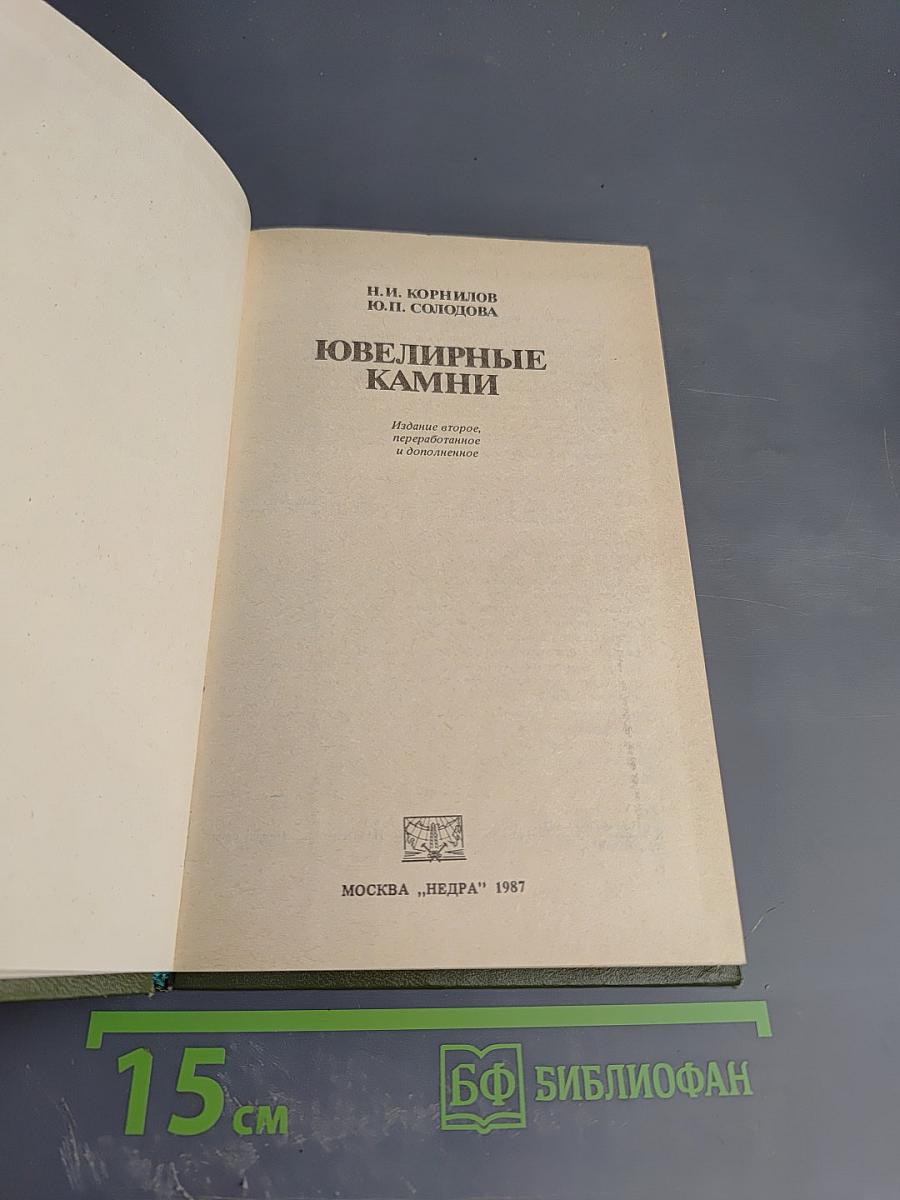 Н.И. КОРНИЛОВ
Ю.П. СОЛОДОВА
ЮВЕЛИРНЫЕ
КАМНИ
Издание второе,
переработанное
и дополненное
МОСКВА „НЕДРА" 1987
15 см
БФ БИБЛИОФАН